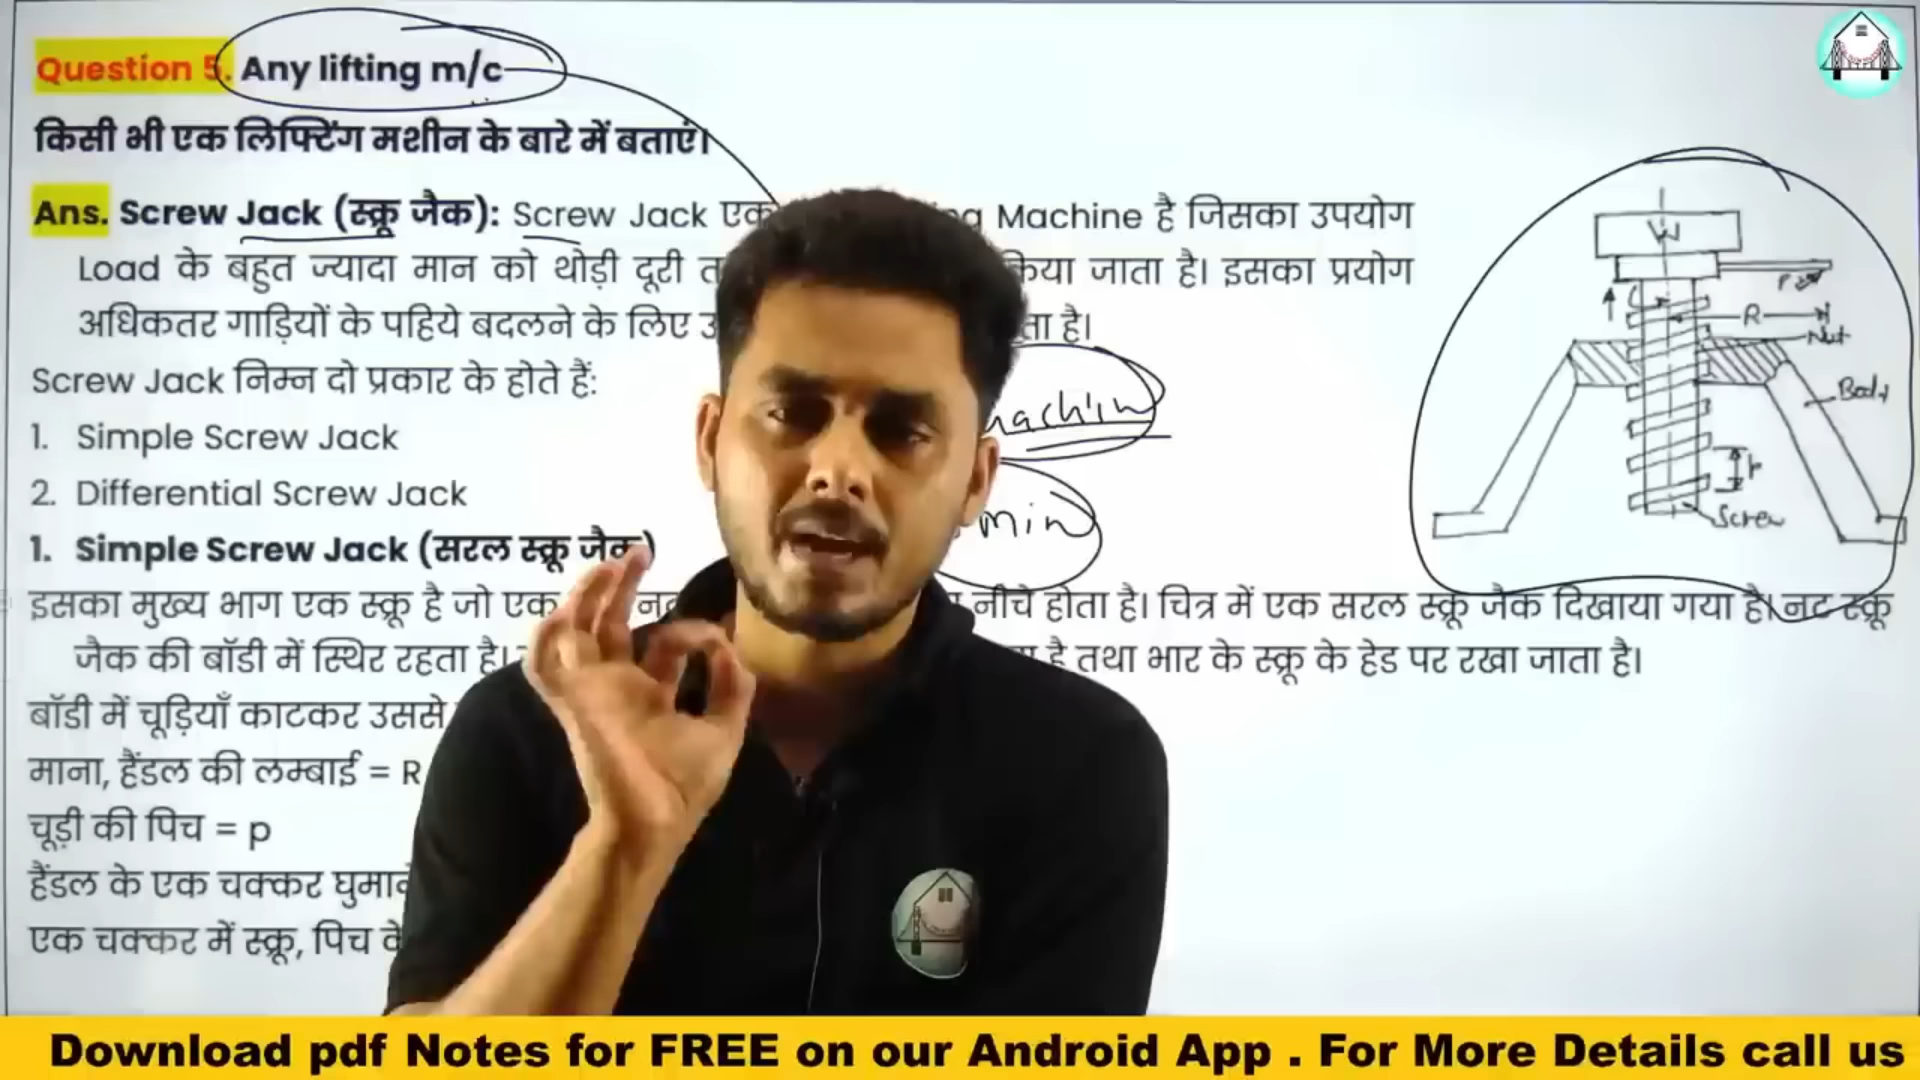 Question 5. Any lifting m/c
किसी भी एक लिफ्टिंग मशीन के बारे में बताएं।
Ans. Screw Jack (स्क्रू जैक): Screw Jack एक Machine है जिसका उपयोग
Load के बहुत ज्यादा मान को थोड़ी दूरी किया जाता है। इसका प्रयोग
अधिकतर गाड़ियों के पहिये बदलने के लिए है।
Screw Jack निम्न दो प्रकार के होते हैं:
1. Simple Screw Jack
2. Differential Screw Jack
1. Simple Screw Jack (सरल स्क्रू जैक)
इसका मुख्य भाग एक स्क्रू है जो एक नीचे होता है। चित्र में एक सरल स्क्रू जैक दिखाया गया है। नट स्क्रू
जैक की बॉडी में स्थिर रहता है। है तथा भार के स्क्रू के हेड पर रखा जाता है।
बॉडी में चूड़ियाँ काटकर उससे
माना, हैंडल की लम्बाई = R
चूड़ी की पिच = p
हैंडल के एक चक्कर
एक चक्कर में स्क्रू, पिच
min
W
R
Nut
Body
Screw
Download pdf Notes for FREE on our Android App . For More Details call us